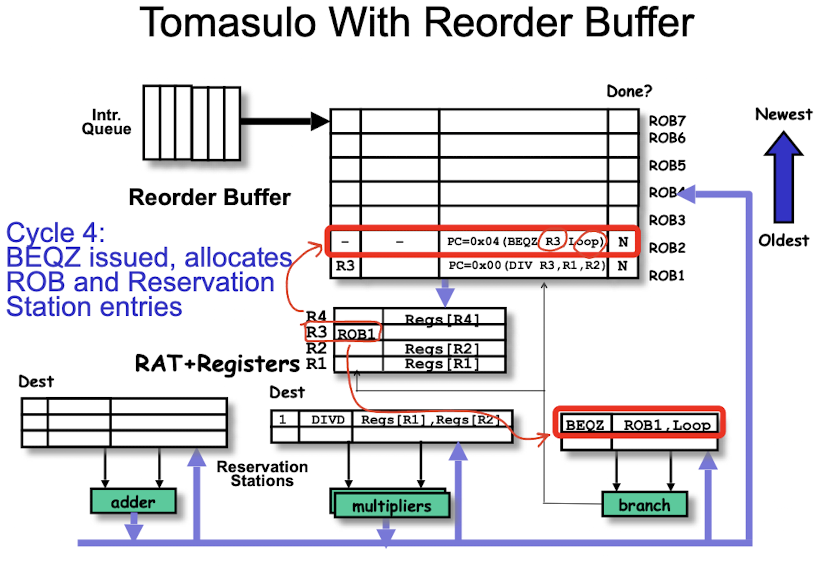 Tomasulo With Reorder Buffer
Done?
Intr.
Queue
ROB7
ROB6
ROB5
ROB4
ROB3
ROB2
ROB1
Newest
Oldest
Reorder Buffer
- - PC=0x04(BEQZ R3 Loop) N
R3 PC=0x00(DIV R3,R1,R2) N
Cycle 4:
BEQZ issued, allocates
ROB and Reservation
Station entries
R4 Regs[R4]
R3 ROB1
R2 Regs[R2]
R1 Regs[R1]
RAT+Registers
Dest
Dest
1 DIVD Regs[R1],Regs[R2]
BEQZ ROB1,Loop
Reservation
Stations
adder
multipliers
branch